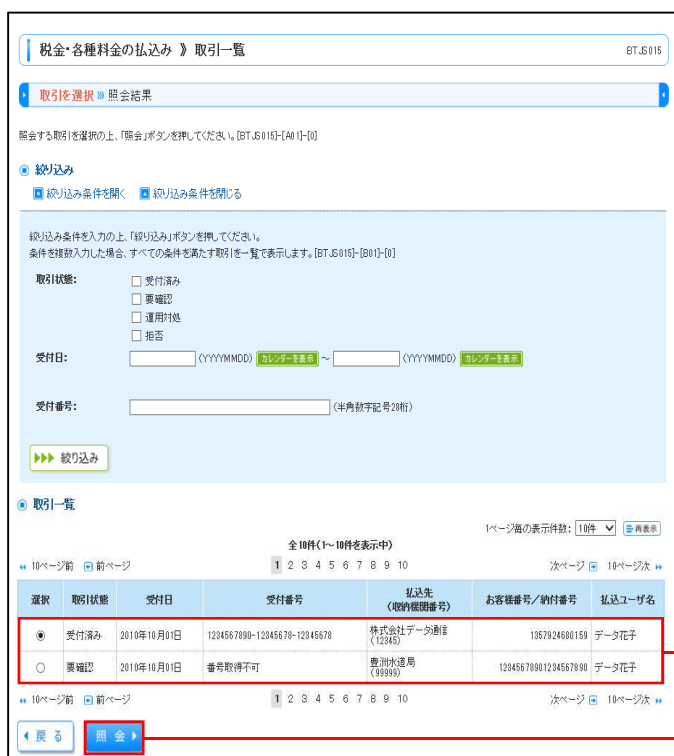 税金・各種料金の払込み 》 取引一覧 BTJS015
取引を選択 》》 照会結果
照会する取引を選択の上、「照会」ボタンを押してください。[BTJS015]-[A01]-[0]
絞り込み
絞り込み条件を開く 絞り込み条件を閉じる
絞り込み条件を入力の上、「絞り込み」ボタンを押してください。
条件を複数入力した場合、すべての条件を満たす取引を一覧で表示します。[BTJS015]-[B01]-[0]
取引状態: 受付済み
要確認
運用対処
拒否
受付日: (YYYYMMDD) カレンダーを表示 ～ (YYYYMMDD) カレンダーを表示
受付番号: (半角数字記号28桁)
絞り込み
取引一覧
1ページ毎の表示件数: 10件 再表示
全10件(1～10件を表示中)
10ページ前 前ページ 1 2 3 4 5 6 7 8 9 10 次ページ 10ページ次
選択 取引状態 受付日 受付番号 払込先 (収納機関番号) お客様番号／納付番号 払込ユーザ名
受付済み 2010年10月01日 1234567890-12345678-12345678 株式会社データ通信 (12345) 1357924680159 データ花子
要確認 2010年10月01日 番号取得不可 豊洲水道局 (99999) 12345678901234567890 データ花子
10ページ前 前ページ 1 2 3 4 5 6 7 8 9 10 次ページ 10ページ次
戻る 照会